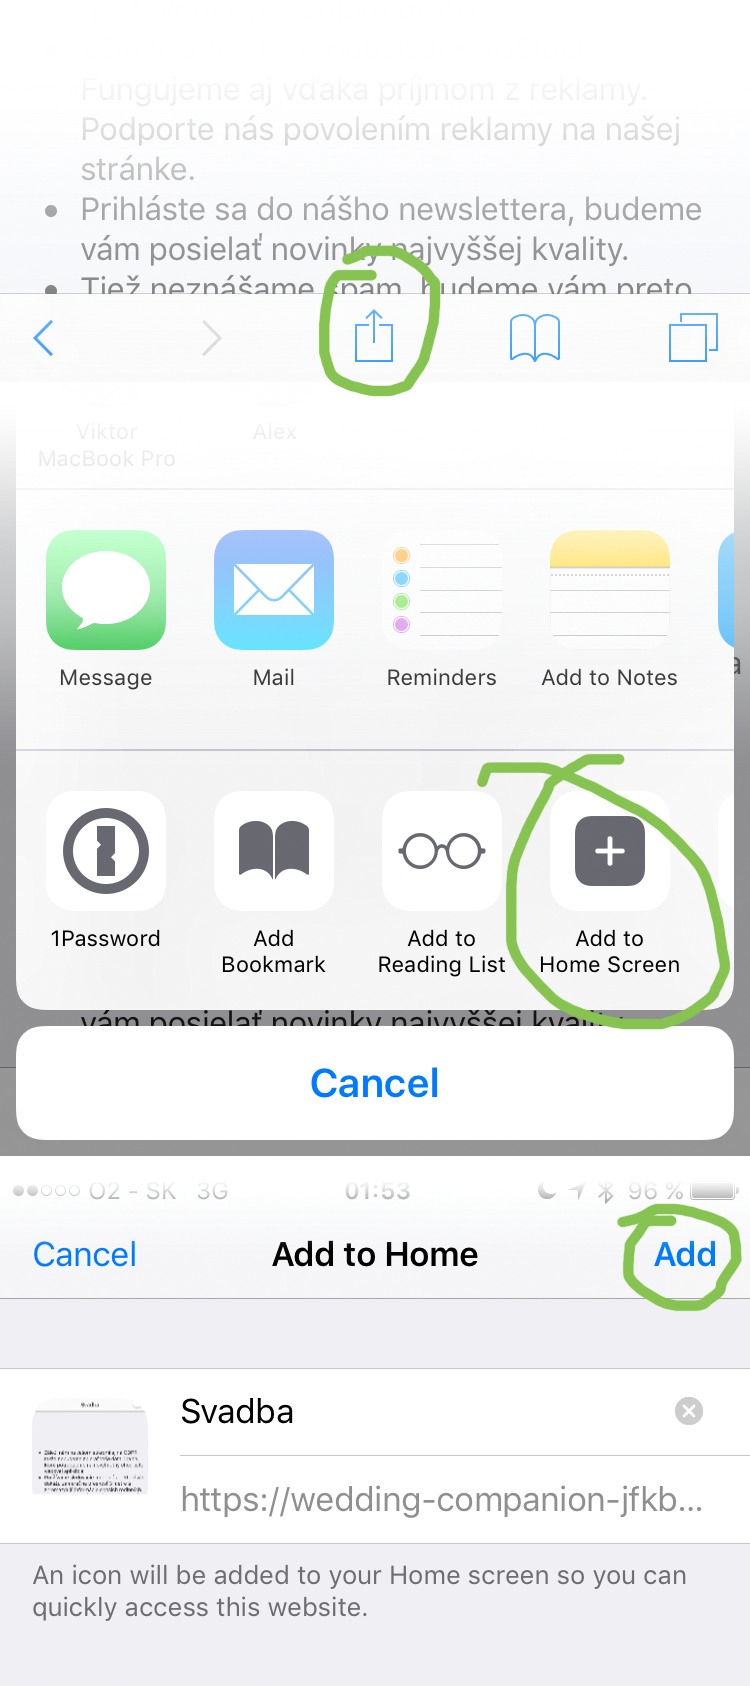 Fungujeme aj vďaka príjmom z reklamy.
Podporte nás povolením reklamy na našej
stránke.
• Prihláste sa do nášho newslettera, budeme
vám posielať novinky najvyššej kvality.
• Tiež neznášame spam, budeme vám preto
Viktor
MacBook Pro
Alex
Message
Mail
Reminders
Add to Notes
1Password
Add
Bookmark
Add to
Reading List
Add to
Home Screen
vám posielať novinky najvyššej kvality.
Cancel
O2 - SK 3G 01:53 96 %
Cancel Add to Home Add
Svadba
Svadba
https://wedding-companion-jfkb...
An icon will be added to your Home screen so you can
quickly access this website.